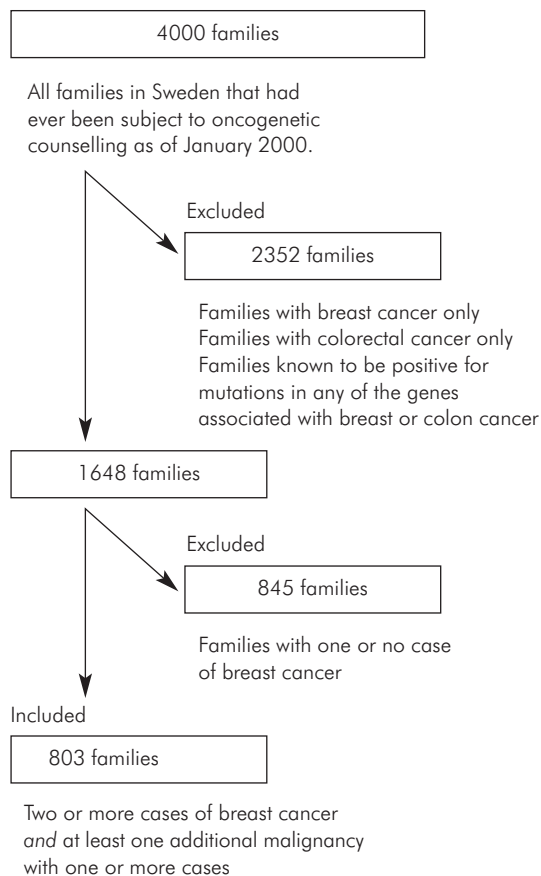 4000 families
All families in Sweden that had
ever been subject to oncogenetic
counselling as of January 2000.
Excluded
2352 families
Families with breast cancer only
Families with colorectal cancer only
Families known to be positive for
mutations in any of the genes
associated with breast or colon cancer
1648 families
Excluded
845 families
Families with one or no case
of breast cancer
Included
803 families
Two or more cases of breast cancer
and at least one additional malignancy
with one or more cases